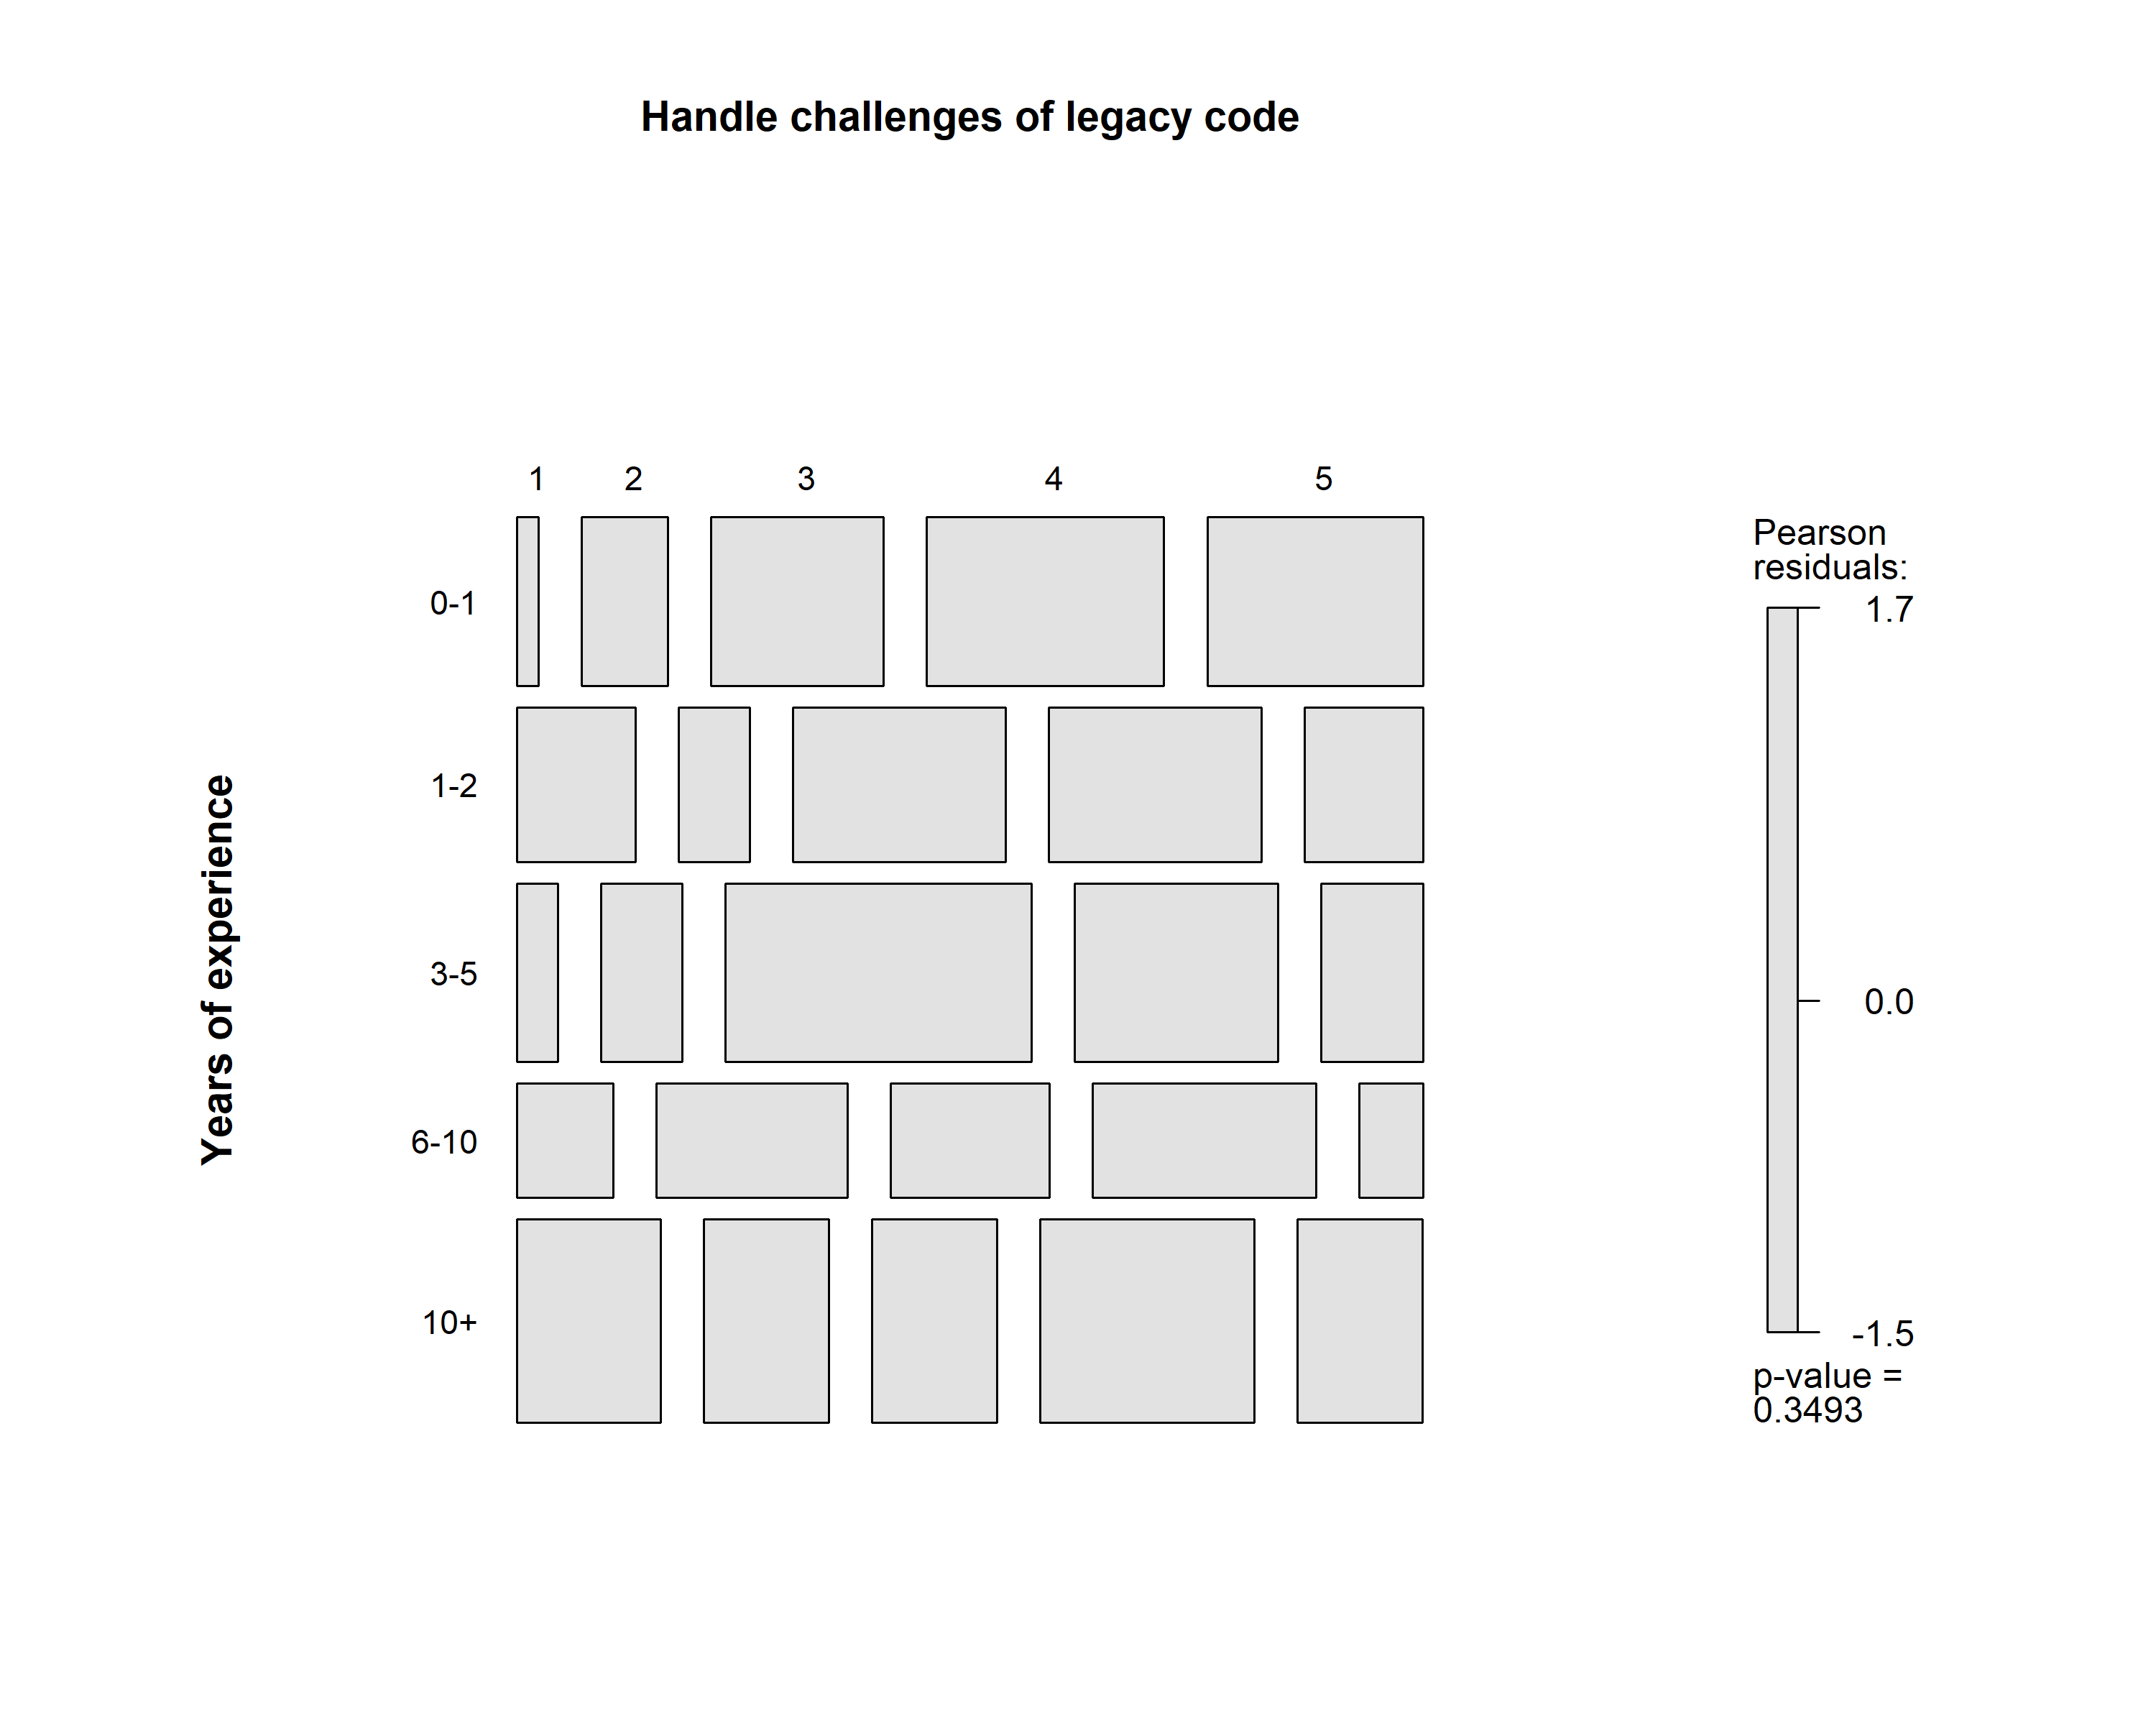 Handle challenges of legacy code
1 2 3 4 5
Years of experience
0-1
1-2
3-5
6-10
10+
Pearson
residuals:
1.7
0.0
-1.5
p-value =
0.3493